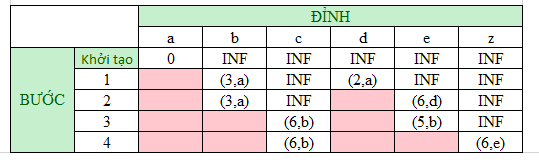 ĐỈNH
a b c d e z
BƯỚC
Khởi tạo 0 INF INF INF INF INF
1 (3,a) INF (2,a) INF INF
2 (3,a) INF (6,d) INF
3 (6,b) (5,b) INF
4 (6,b) (6,e)